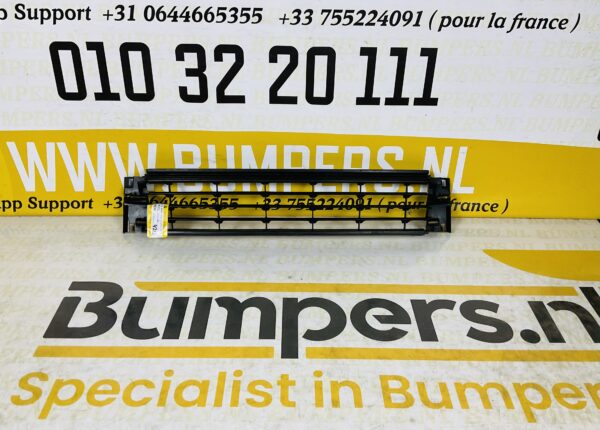 p Support +31 0644665355 +33 755224091 ( pour la france )
010 32 20 111
WWW.BUMPERS.NL
pp Support +31 0644665355 +33 755224091 ( pour la france )
Bumpers.nl
Specialist in Bumper